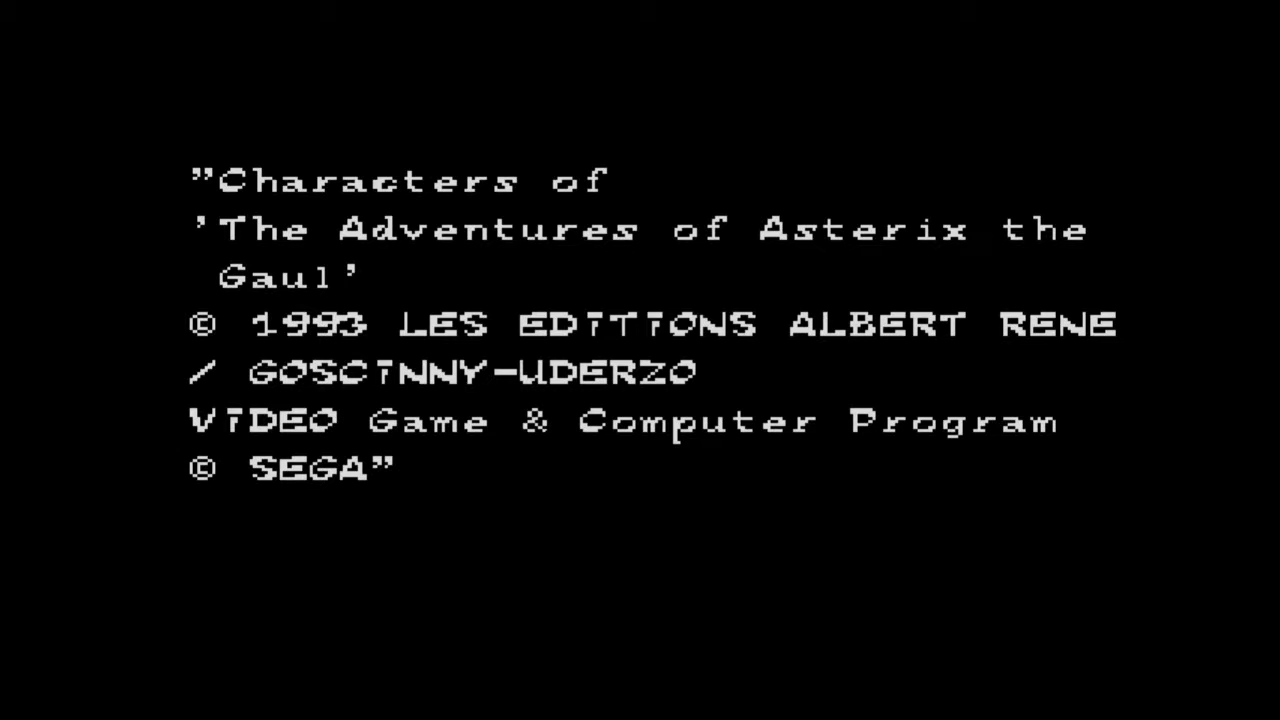 "Characters of
'The Adventures of Asterix the
Gaul'
© 1993 LES EDiTiONS ALBERT RENE
/ GOSCiNNY-UDERZO
ViDEO Game & Computer Program
© SEGA"